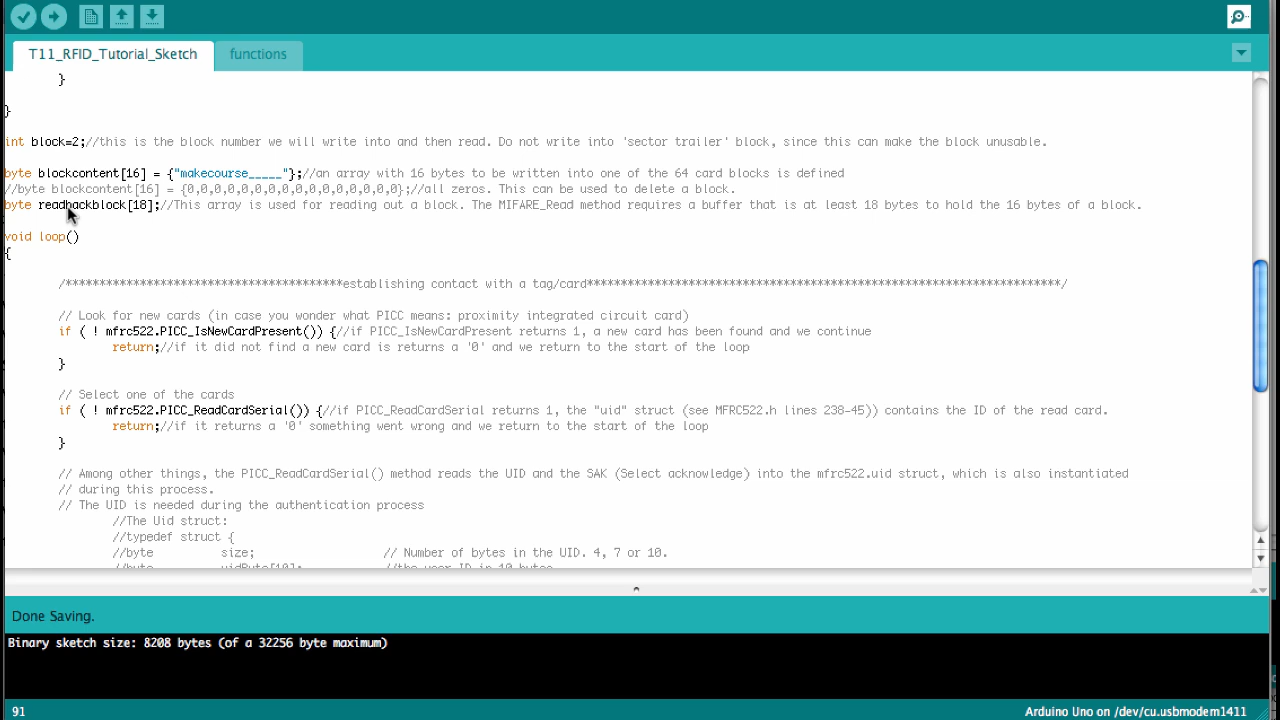 T11_RFID_Tutorial_Sketch functions
}
}
int block=2;//this is the block number we will write into and then read. Do not write into 'sector trailer' block, since this can make the block unusable.
byte blockcontent[16] = {"makecourse_____"};//an array with 16 bytes to be written into one of the 64 card blocks is defined
//byte blockcontent[16] = {0,0,0,0,0,0,0,0,0,0,0,0,0,0,0,0};//all zeros. This can be used to delete a block.
byte readbackblock[18];//This array is used for reading out a block. The MIFARE_Read method requires a buffer that is at least 18 bytes to hold the 16 bytes of a block.
void loop()
{
/*****************************************establishing contact with a tag/card**********************************************************************/
// Look for new cards (in case you wonder what PICC means: proximity integrated circuit card)
if ( ! mfrc522.PICC_IsNewCardPresent()) {//if PICC_IsNewCardPresent returns 1, a new card has been found and we continue
return;//if it did not find a new card is returns a '0' and we return to the start of the loop
}
// Select one of the cards
if ( ! mfrc522.PICC_ReadCardSerial()) {//if PICC_ReadCardSerial returns 1, the "uid" struct (see MFRC522.h lines 238-45)) contains the ID of the read card.
return;//if it returns a '0' something went wrong and we return to the start of the loop
}
// Among other things, the PICC_ReadCardSerial() method reads the UID and the SAK (Select acknowledge) into the mfrc522.uid struct, which is also instantiated
// during this process.
// The UID is needed during the authentication process
//The Uid struct:
//typedef struct {
//byte size; // Number of bytes in the UID. 4, 7 or 10.
//byte uidByte[10]; //the user ID in 10 bytes.
Done Saving.
Binary sketch size: 8208 bytes (of a 32256 byte maximum)
91 Arduino Uno on /dev/cu.usbmodem1411